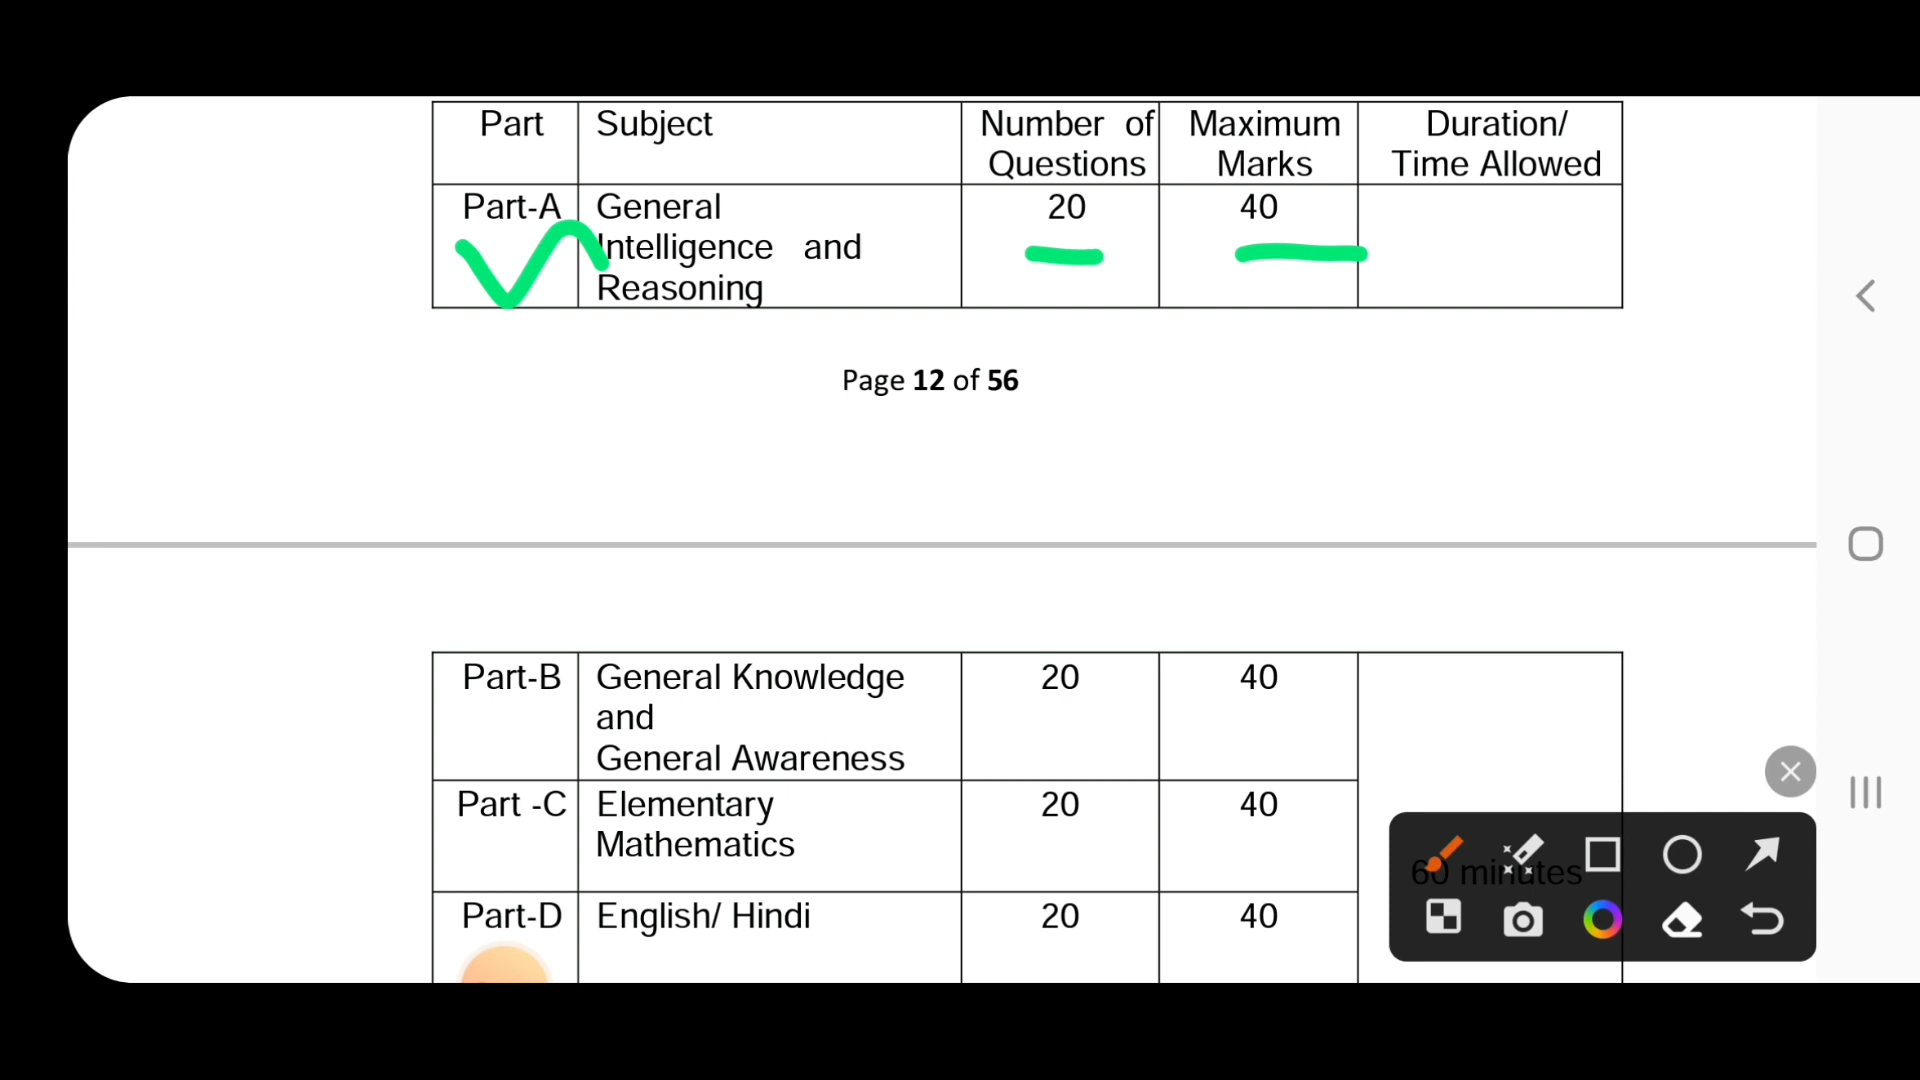 Part Subject Number of Maximum Duration/
Questions Marks Time Allowed
Part-A General 20 40
Intelligence and
Reasoning
Page 12 of 56
Part-B General Knowledge 20 40
and
General Awareness
Part -C Elementary 20 40
Mathematics
60 minutes
Part-D English/ Hindi 20 40